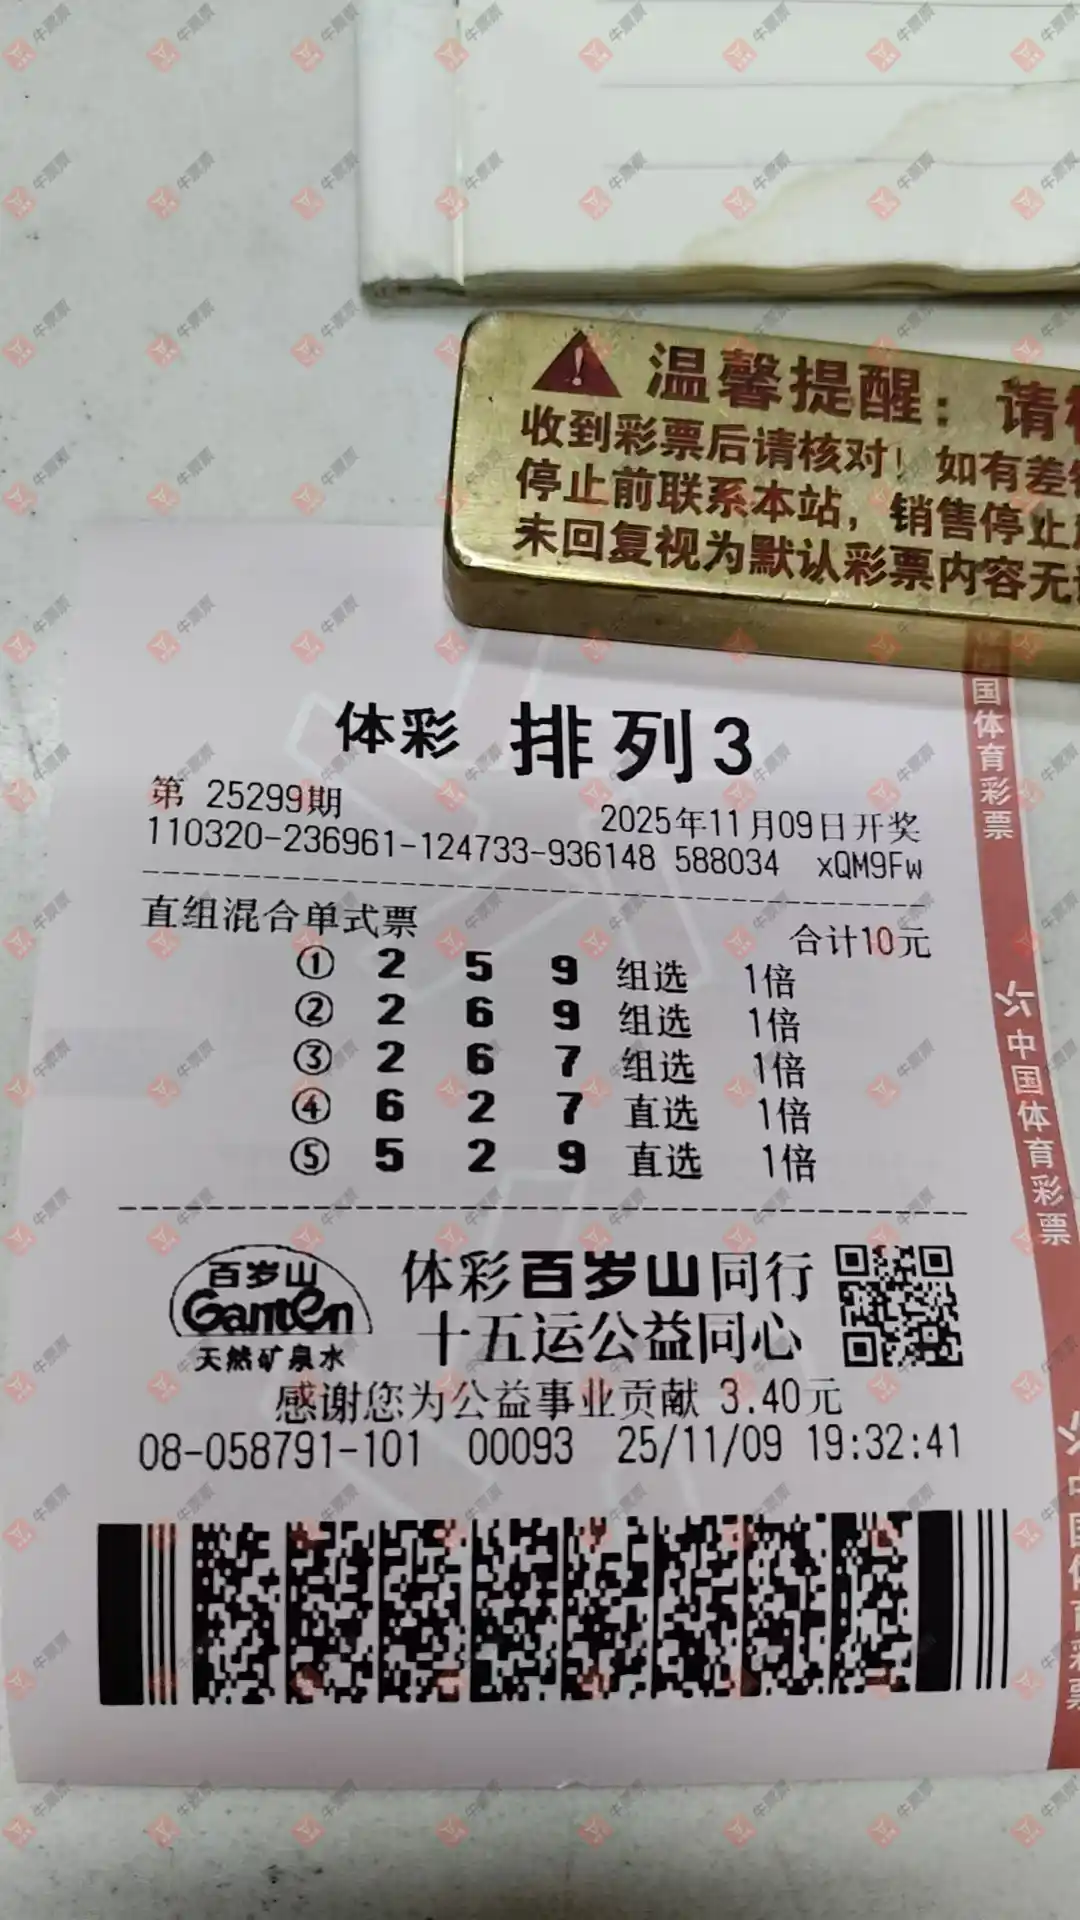 温馨提醒：请
收到彩票后请核对！如有差
停止前联系本站，销售停止
未回复视为默认彩票内容无
体彩 排列3
第 25299期
2025年11月09日开奖
110320-236961-124733-936148 588034 xQM9Fw
直组混合单式票
合计10元
① 2 5 9 组选 1倍
② 2 6 9 组选 1倍
③ 2 6 7 组选 1倍
④ 6 2 7 直选 1倍
⑤ 5 2 9 直选 1倍
百岁山
Ganten
天然矿泉水
体彩百岁山同行
十五运公益同心
感谢您为公益事业贡献 3.40元
08-058791-101 00093 25/11/09 19:32:41
国体育彩票
中国体育彩票
中国体育彩票
牛票票